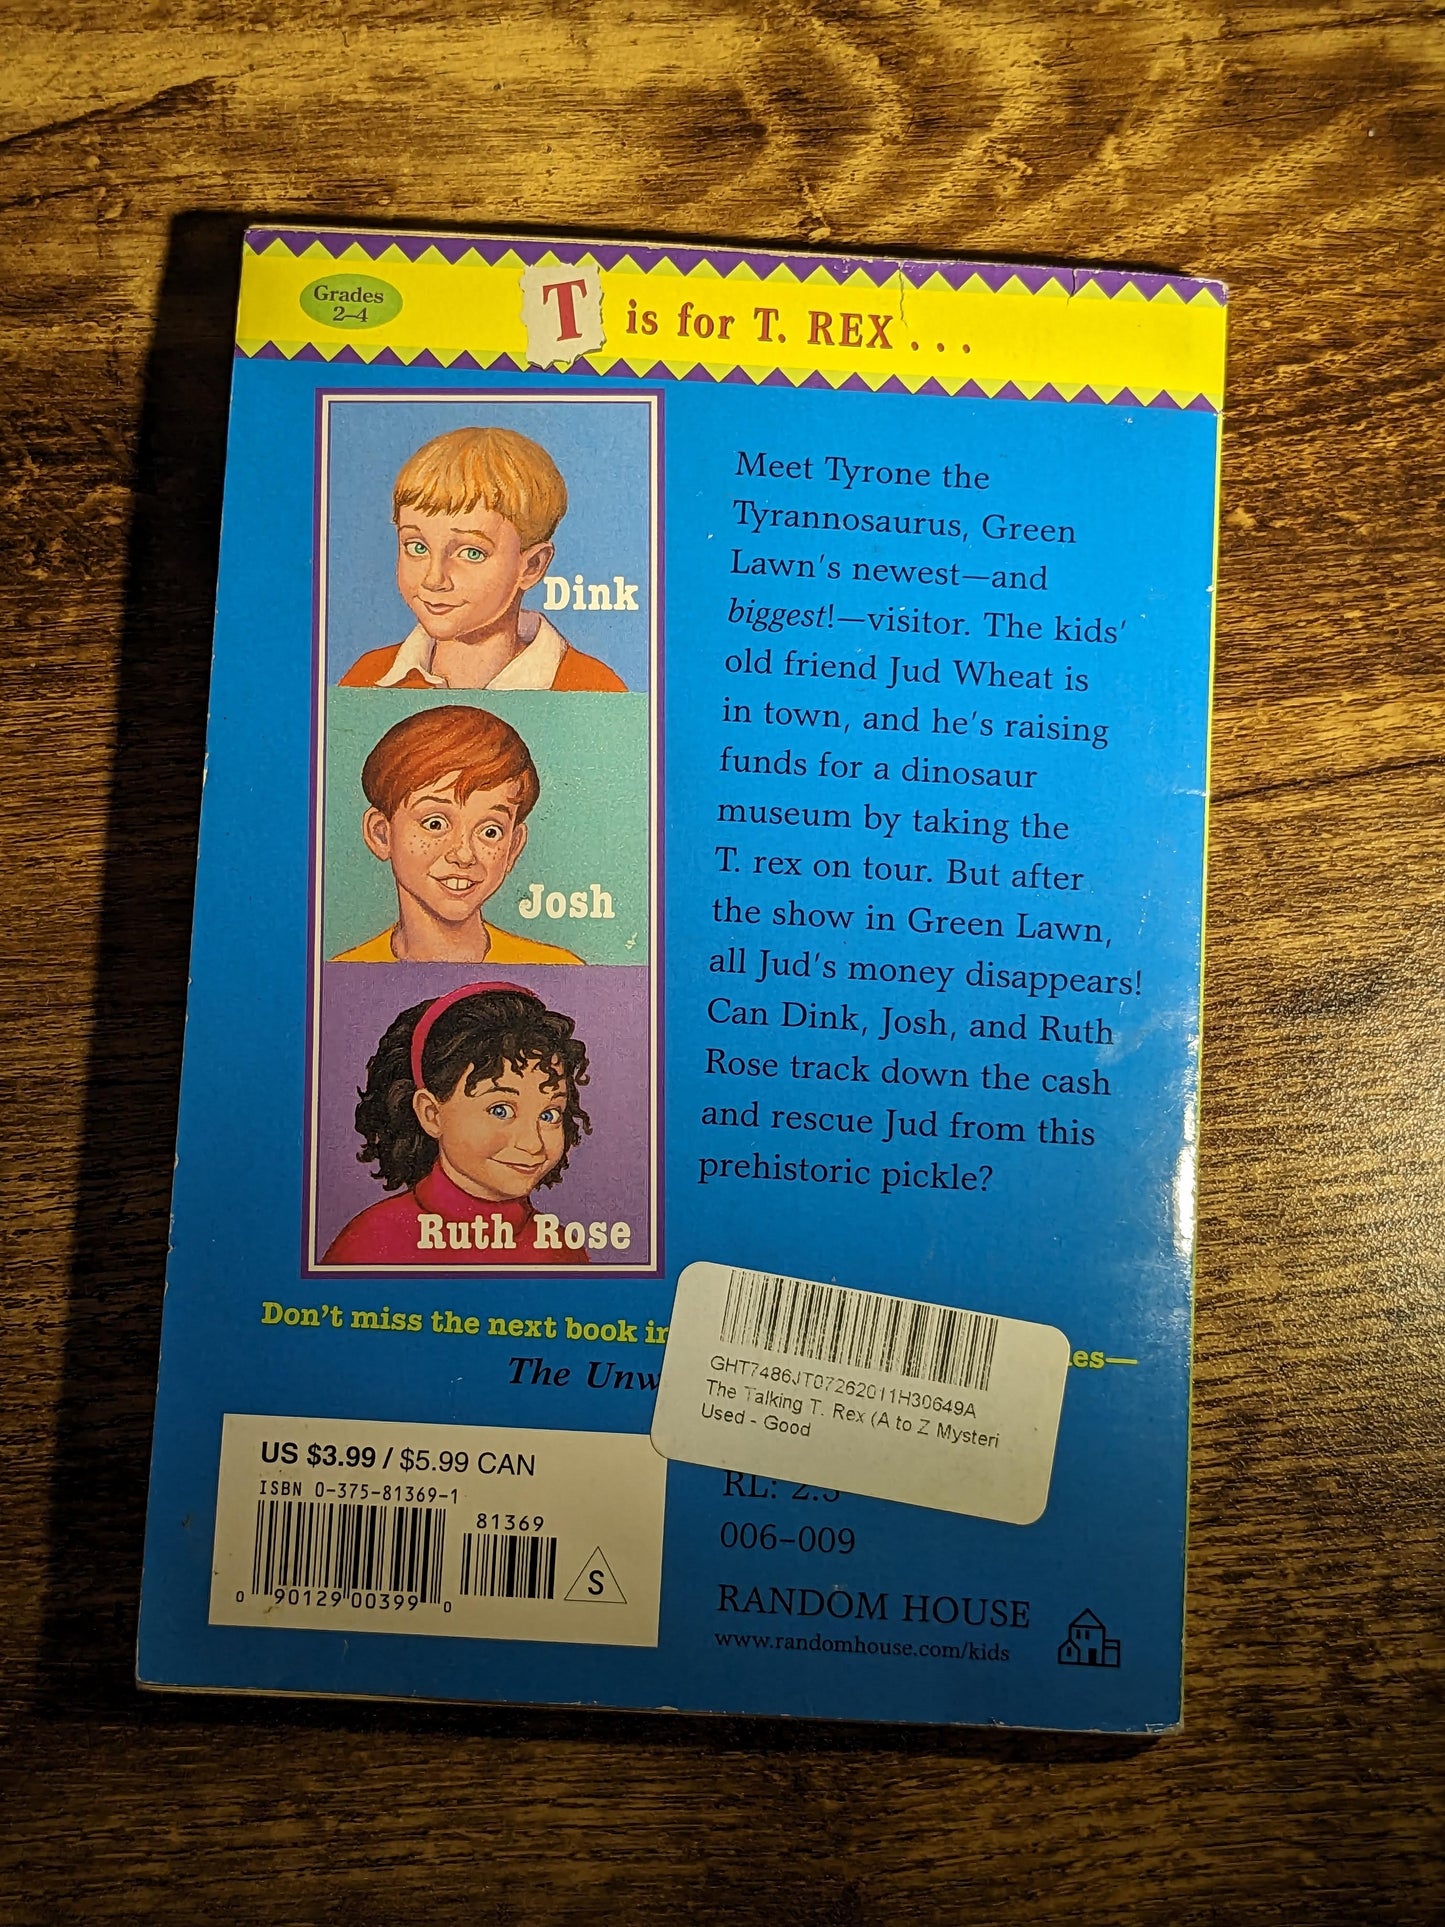 Grades
2–4
T is for T. REX . . .
Dink
Josh
Ruth Rose
Meet Tyrone the
Tyrannosaurus, Green
Lawn's newest—and
biggest!—visitor. The kids'
old friend Jud Wheat is
in town, and he's raising
funds for a dinosaur
museum by taking the
T. rex on tour. But after
the show in Green Lawn,
all Jud's money disappears!
Can Dink, Josh, and Ruth
Rose track down the cash
and rescue Jud from this
prehistoric pickle?
Don't miss the next book in
The
GHT7486JT07262011H30649A
The Talking T. Rex (A to Z Mysteri
Used - Good
US $3.99 / $5.99 CAN
ISBN 0-375-81369-1
81369
0 90129 00399 0
S
RL:
006–009
RANDOM HOUSE
www.randomhouse.com/kids